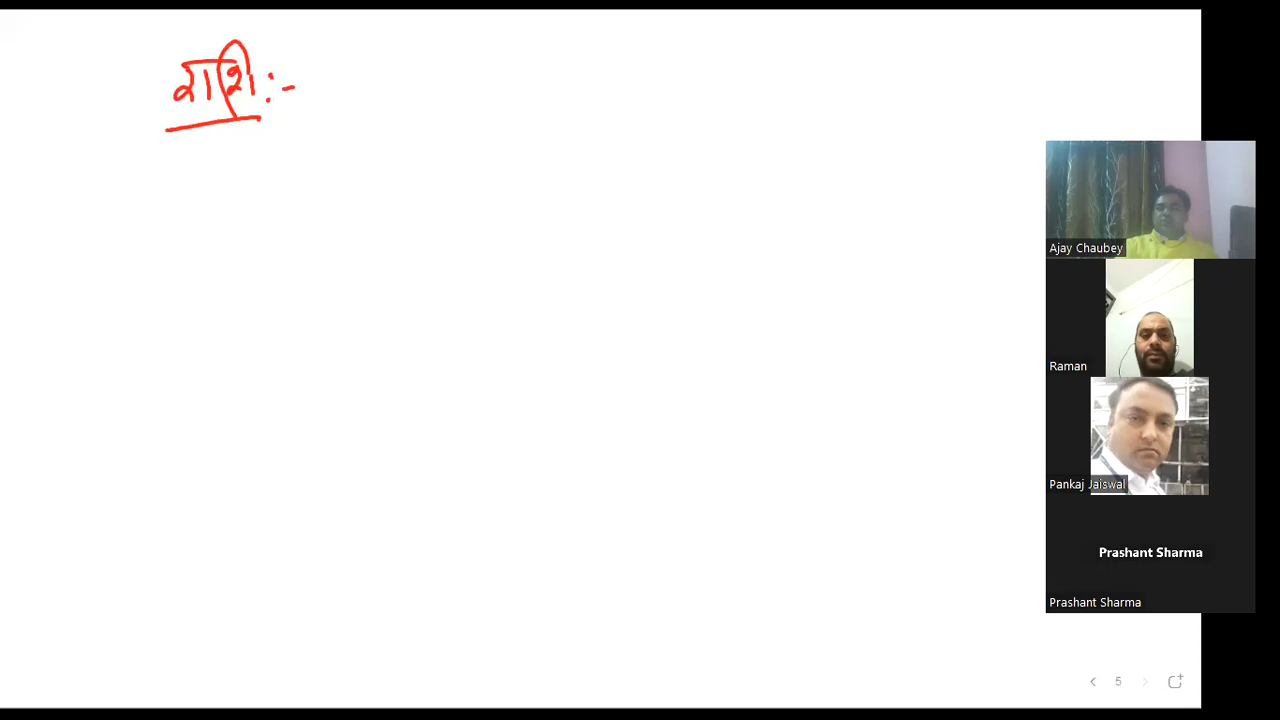 राशि :-
Ajay Chaubey
Raman
Pankaj Jaiswal
Prashant Sharma
Prashant Sharma
< 5 >